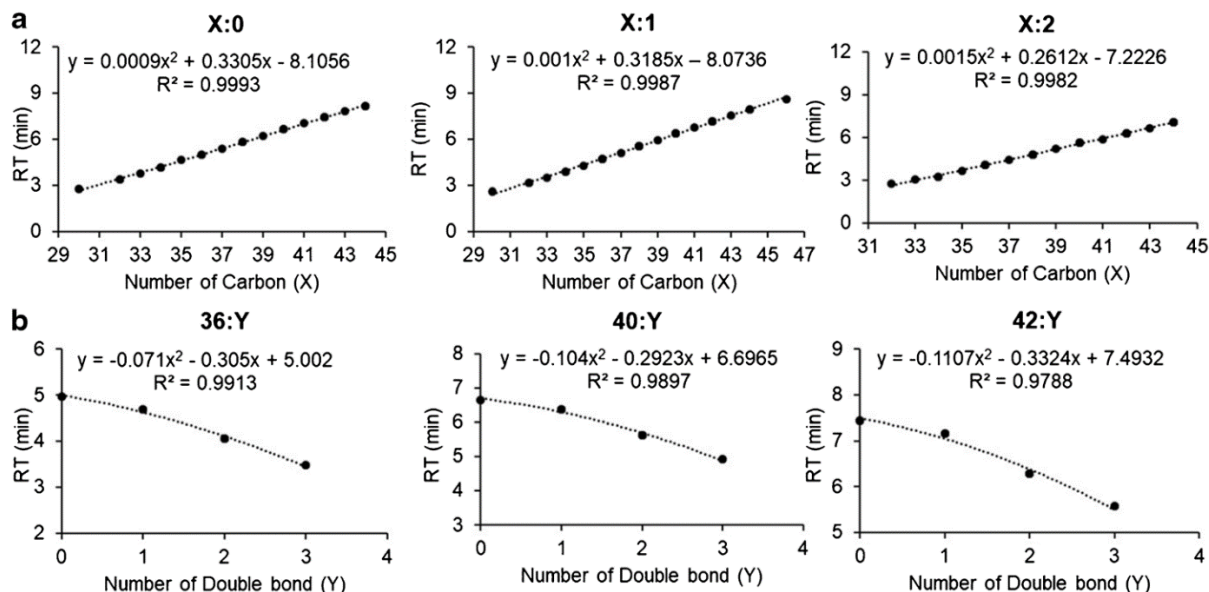 a
X:0
y = 0.0009x² + 0.3305x - 8.1056
R² = 0.9993
RT (min)
12
9
6
3
0
29 31 33 35 37 39 41 43 45
Number of Carbon (X)
X:1
y = 0.001x² + 0.3185x – 8.0736
R² = 0.9987
RT (min)
12
9
6
3
0
29 31 33 35 37 39 41 43 45 47
Number of Carbon (X)
X:2
y = 0.0015x² + 0.2612x - 7.2226
R² = 0.9982
RT (min)
12
9
6
3
0
31 33 35 37 39 41 43 45
Number of Carbon (X)
b
36:Y
y = -0.071x² - 0.305x + 5.002
R² = 0.9913
RT (min)
6
5
4
3
2
0 1 2 3 4
Number of Double bond (Y)
40:Y
y = -0.104x² - 0.2923x + 6.6965
R² = 0.9897
RT (min)
8
7
6
5
4
3
0 1 2 3 4
Number of Double bond (Y)
42:Y
y = -0.1107x² - 0.3324x + 7.4932
R² = 0.9788
RT (min)
9
8
7
6
5
0 1 2 3 4
Number of Double bond (Y)